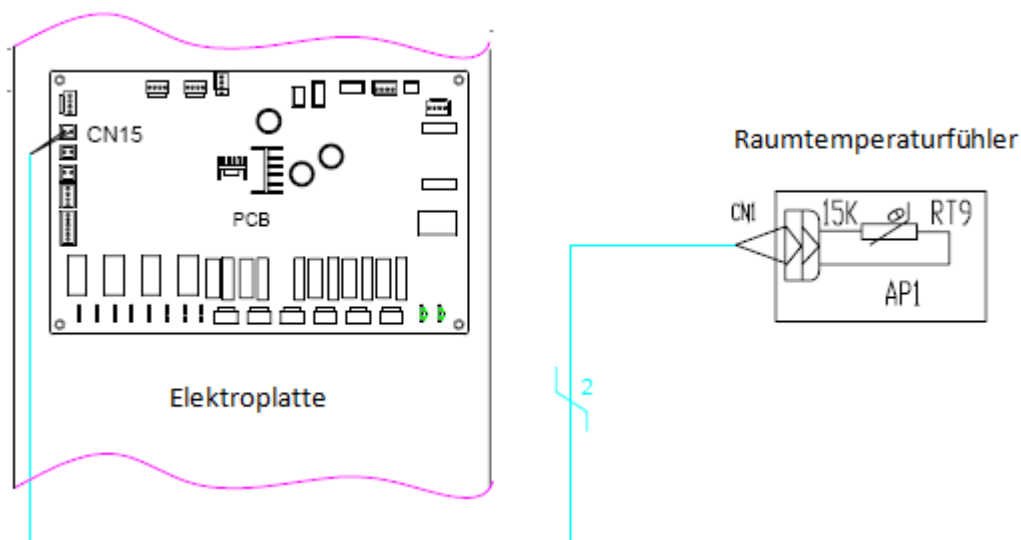 CN15
PCB
Elektroplatte
Raumtemperaturfühler
CN1
15K
RT9
AP1
2